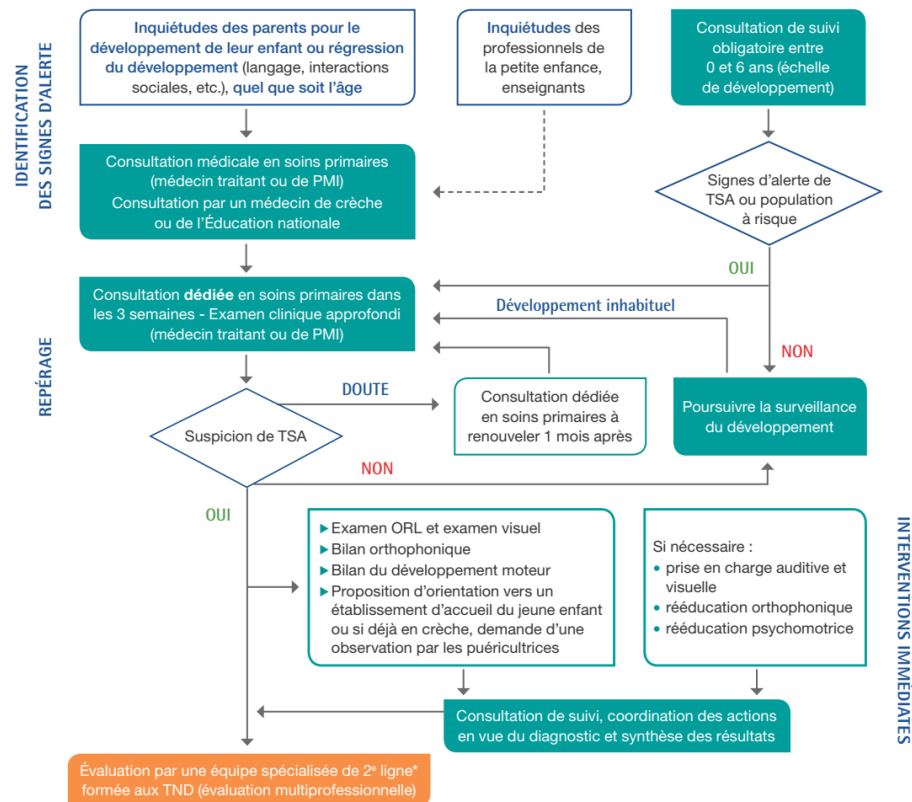 IDENTIFICATION
DES SIGNES D'ALERTE
Inquiétudes des parents pour le
développement de leur enfant ou régression
du développement (langage, interactions
sociales, etc.), quel que soit l'âge
Inquiétudes des
professionnels de
la petite enfance,
enseignants
Consultation de suivi
obligatoire entre
0 et 6 ans (échelle
de développement)
Consultation médicale en soins primaires
(médecin traitant ou de PMI)
Consultation par un médecin de crèche
ou de l'Éducation nationale
Signes d'alerte de
TSA ou population
à risque
OUI
NON
REPÉRAGE
Consultation dédiée en soins primaires dans
les 3 semaines - Examen clinique approfondi
(médecin traitant ou de PMI)
Développement inhabituel
Suspicion de TSA
DOUTE
Consultation dédiée
en soins primaires à
renouveler 1 mois après
Poursuivre la surveillance
du développement
NON
OUI
INTERVENTIONS IMMÉDIATES
▶ Examen ORL et examen visuel
▶ Bilan orthophonique
▶ Bilan du développement moteur
▶ Proposition d'orientation vers un
établissement d'accueil du jeune enfant
ou si déjà en crèche, demande d'une
observation par les puéricultrices
Si nécessaire :
• prise en charge auditive et
visuelle
• rééducation orthophonique
• rééducation psychomotrice
Consultation de suivi, coordination des actions
en vue du diagnostic et synthèse des résultats
Évaluation par une équipe spécialisée de 2e ligne*
formée aux TND (évaluation multiprofessionnelle)